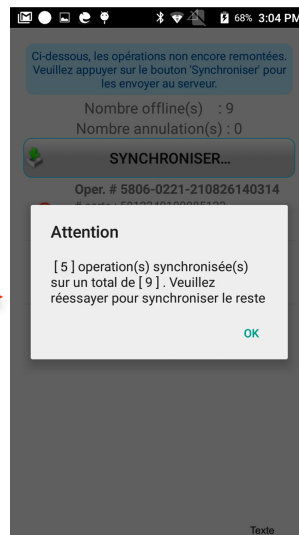 68% 3:04 PM
Ci-dessous, les opérations non encore remontées.
Veuillez appuyer sur le bouton 'Synchroniser' pour
les envoyer au serveur.
Nombre offline(s) : 9
Nombre annulation(s) : 0
SYNCHRONISER...
Oper. # 5806-0221-210826140314
Attention
[ 5 ] operation(s) synchronisée(s)
sur un total de [ 9 ] . Veuillez
réessayer pour synchroniser le reste
OK
Texte